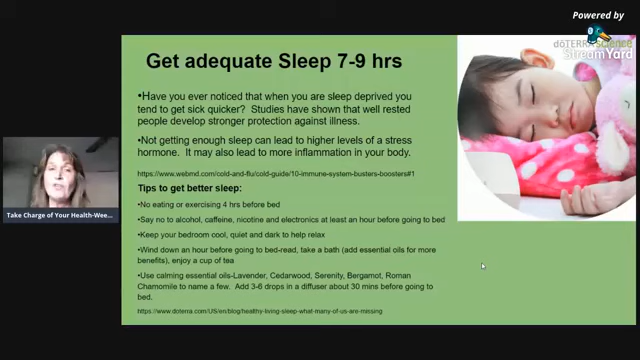 Powered by
dōTERRA science
StreamYard
Get adequate Sleep 7-9 hrs
•Have you ever noticed that when you are sleep deprived you
tend to get sick quicker?  Studies have shown that well rested
people develop stronger protection against illness.
•Not getting enough sleep can lead to higher levels of a stress
hormone.  It may also lead to more inflammation in your body.
https://www.webmd.com/cold-and-flu/cold-guide/10-immune-system-busters-boosters#1
Tips to get better sleep:
•No eating or exercising 4 hrs before bed
•Say no to alcohol, caffeine, nicotine and electronics at least an hour before going to bed
•Keep your bedroom cool, quiet and dark to help relax
•Wind down an hour before going to bed-read, take a bath (add essential oils for more
benefits), enjoy a cup of tea
•Use calming essential oils-Lavender, Cedarwood, Serenity, Bergamot, Roman
Chamomile to name a few.  Add 3-6 drops in a diffuser about 30 mins before going to
bed.
https://www.doterra.com/US/en/blog/healthy-living-sleep-what-many-of-us-are-missing
Take Charge of Your Health-Wee...